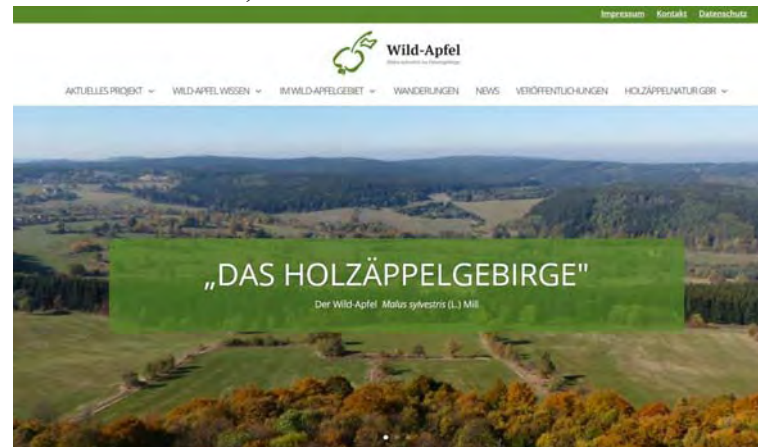 Impressum Kontakt Datenschutz
Wild-Apfel
AKTUELLES PROJEKT WILD-APFEL WISSEN IM WILD-APFELGEBIET WANDERUNGEN NEWS VERÖFFENTLICHUNGEN HOLZÄPPELNATUR GBR
„DAS HOLZÄPPELGEBIRGE"
Der Wild-Apfel Malus sylvestris (L.) Mill